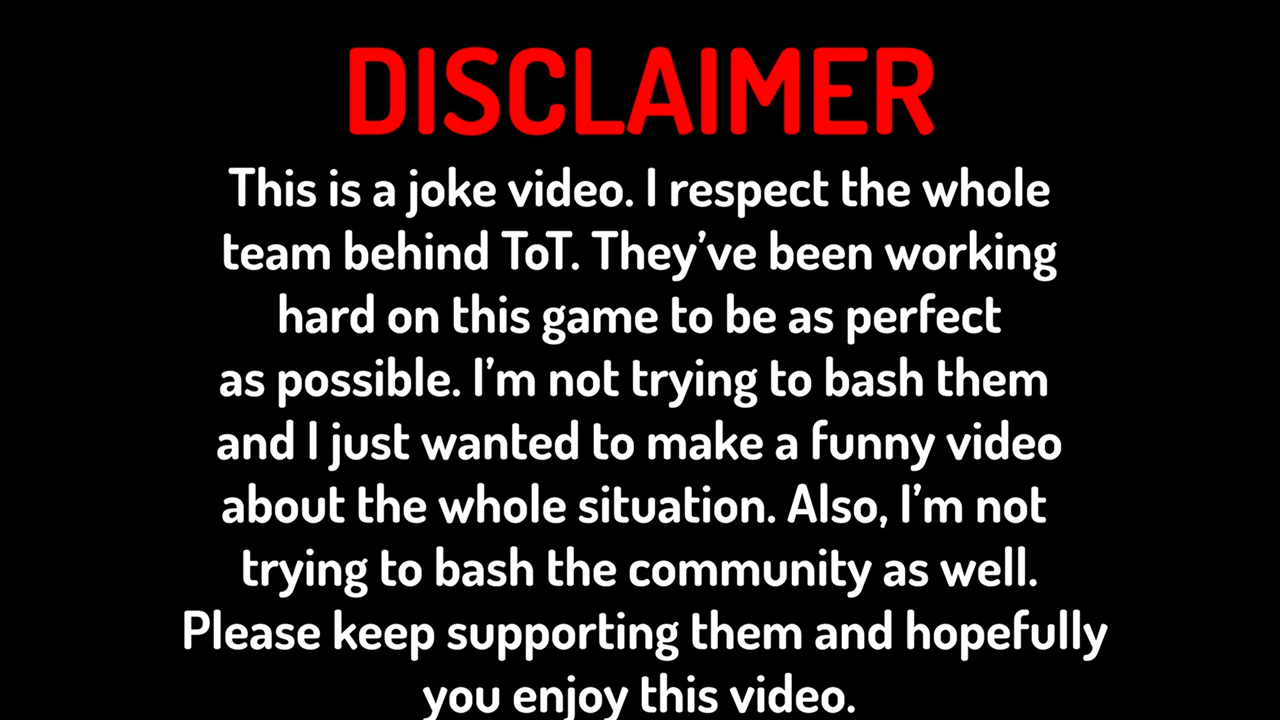 DISCLAIMER
This is a joke video. I respect the whole
team behind ToT. They’ve been working
hard on this game to be as perfect
as possible. I’m not trying to bash them
and I just wanted to make a funny video
about the whole situation. Also, I’m not
trying to bash the community as well.
Please keep supporting them and hopefully
you enjoy this video.